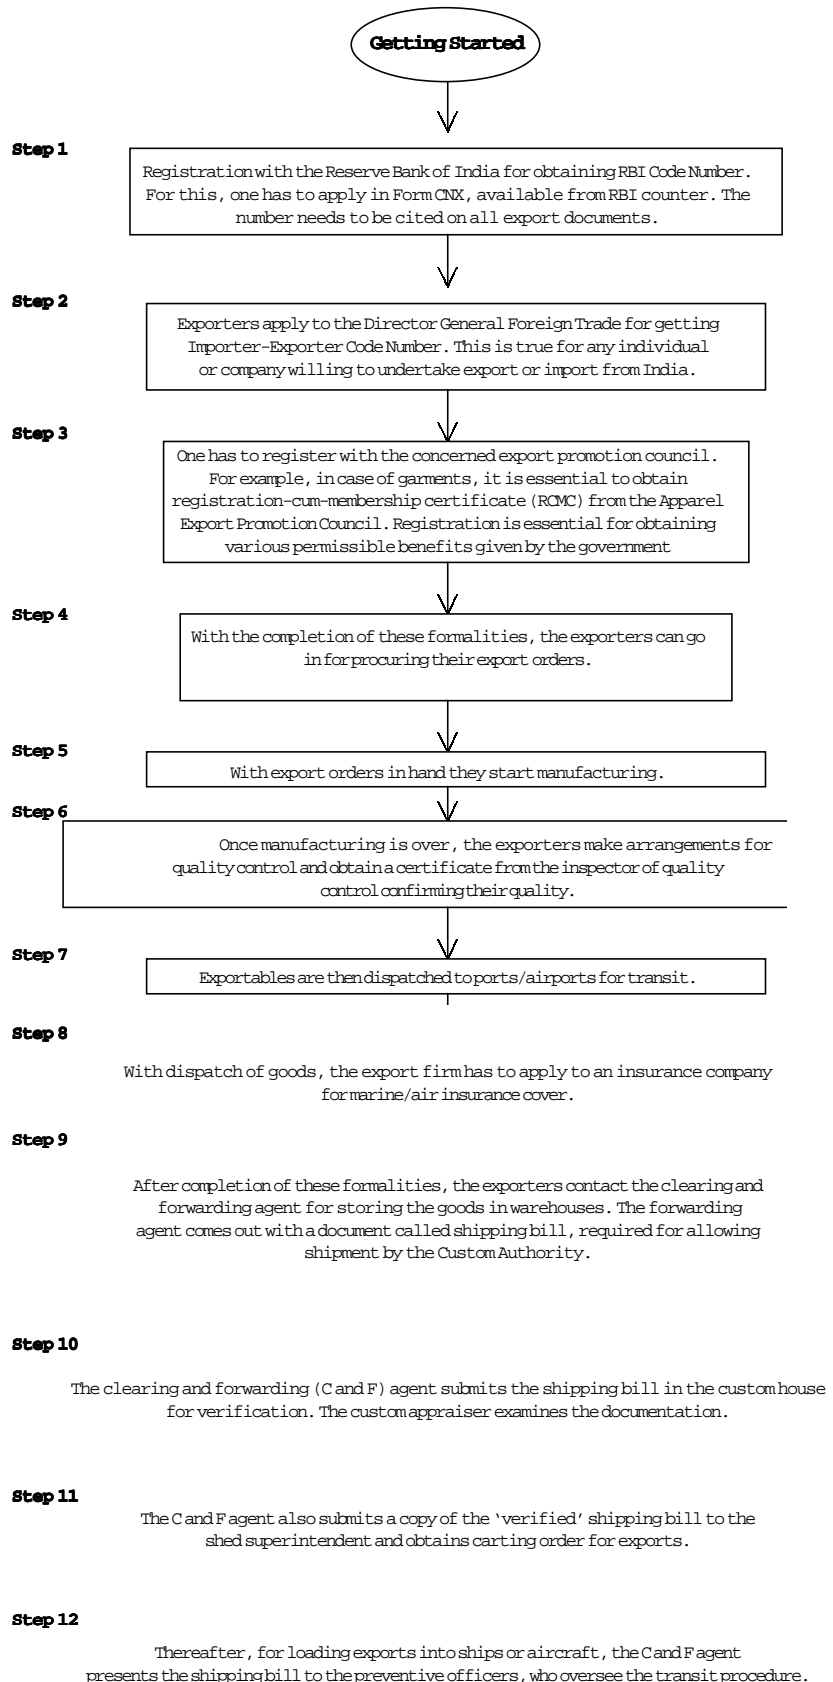 Getting Started
Step 1
Registration with the Reserve Bank of India for obtaining RBI Code Number.
For this, one has to apply in Form CNX, available from RBI counter. The
number needs to be cited on all export documents.
Step 2
Exporters apply to the Director General Foreign Trade for getting
Importer-Exporter Code Number. This is true for any individual
or company willing to undertake export or import from India.
Step 3
One has to register with the concerned export promotion council.
For example, in case of garments, it is essential to obtain
registration-cum-membership certificate (RCMC) from the Apparel
Export Promotion Council. Registration is essential for obtaining
various permissible benefits given by the government
Step 4
With the completion of these formalities, the exporters can go
in for procuring their export orders.
Step 5
With export orders in hand they start manufacturing.
Step 6
Once manufacturing is over, the exporters make arrangements for
quality control and obtain a certificate from the inspector of quality
control confirming their quality.
Step 7
Exportables are then dispatched to ports/airports for transit.
Step 8
With dispatch of goods, the export firm has to apply to an insurance company
for marine/air insurance cover.
Step 9
After completion of these formalities, the exporters contact the clearing and
forwarding agent for storing the goods in warehouses. The forwarding
agent comes out with a document called shipping bill, required for allowing
shipment by the Custom Authority.
Step 10
The clearing and forwarding (C and F) agent submits the shipping bill in the custom house
for verification. The custom appraiser examines the documentation.
Step 11
The C and F agent also submits a copy of the ‘verified’ shipping bill to the
shed superintendent and obtains carting order for exports.
Step 12
Thereafter, for loading exports into ships or aircraft, the C and F agent
presents the shipping bill to the preventive officers, who oversee the transit procedure.